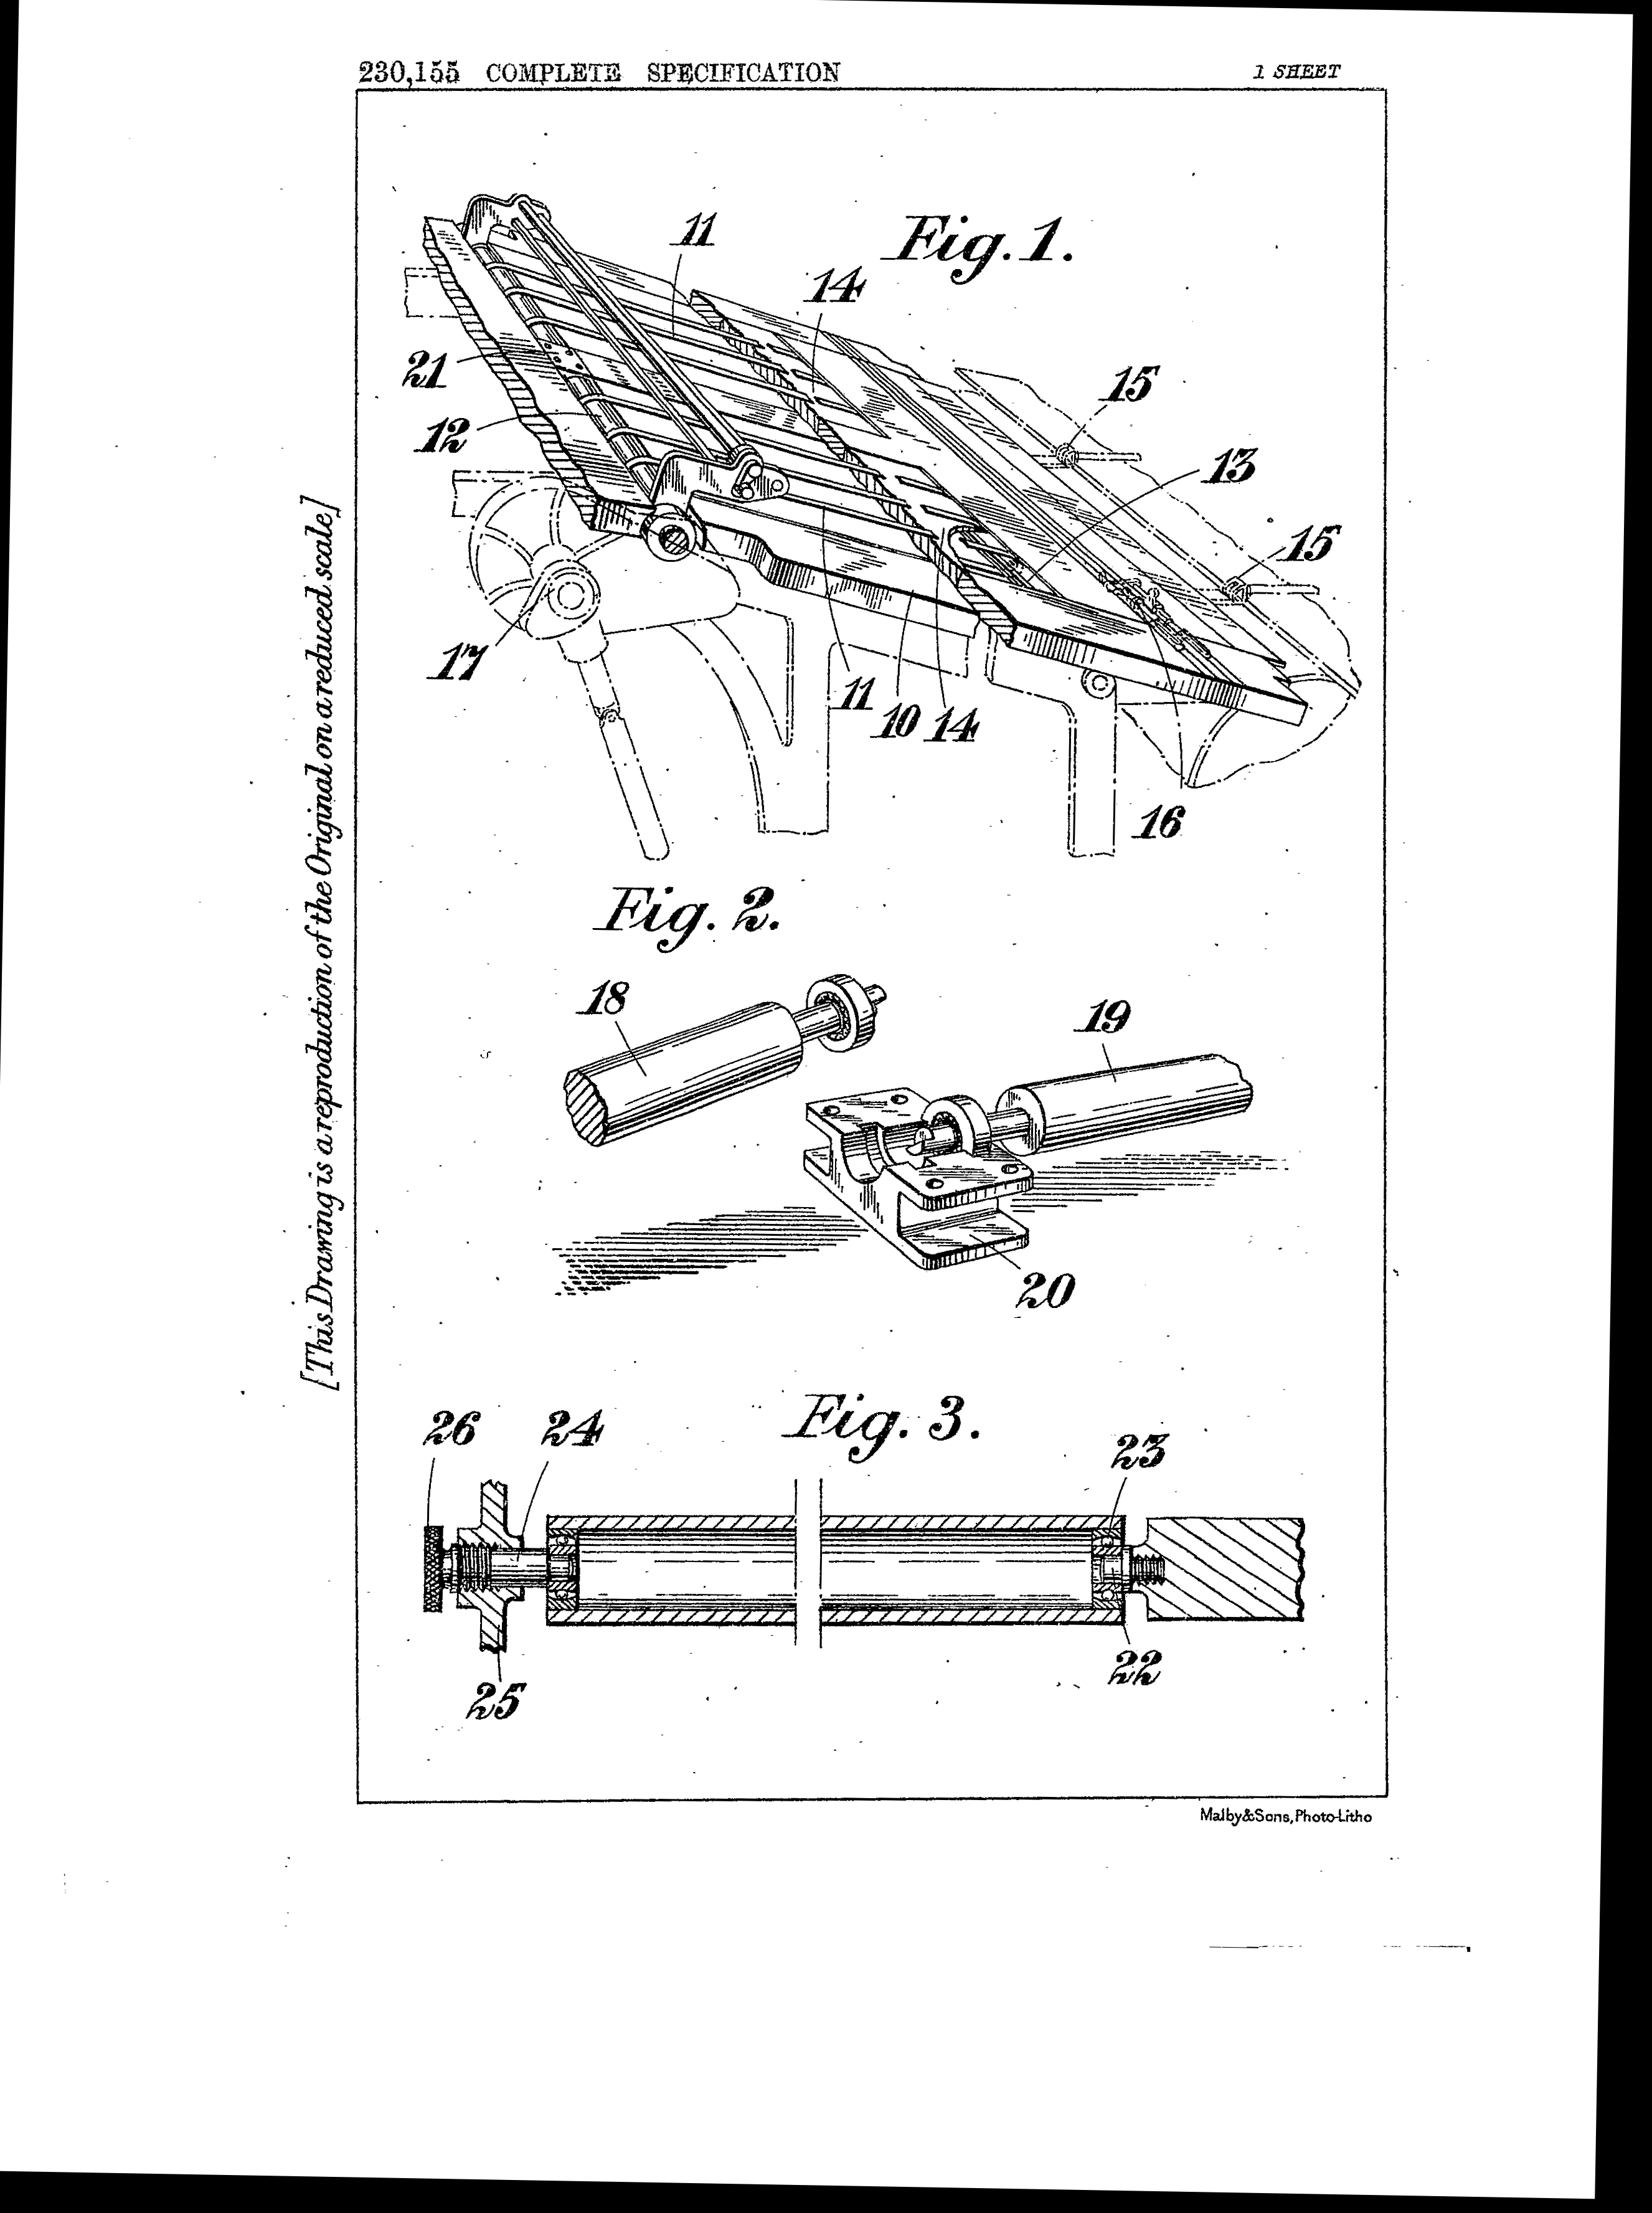 230,155 COMPLETE SPECIFICATION
1 SHEET
[This Drawing is a reproduction of the Original on a reduced scale.]
Fig. 1.
11
14
21
12
15
13
15
17
11
10
14
16
Fig. 2.
18
19
20
Fig. 3.
26
24
23
25
22
Malby&Sons, Photo-Litho